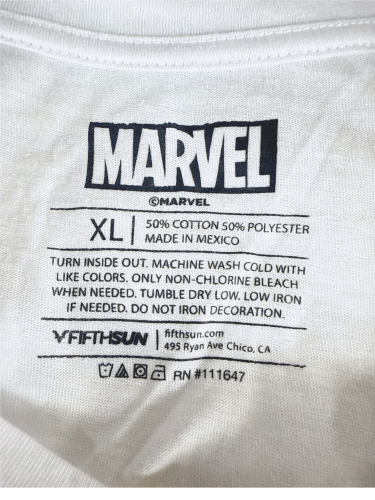 MARVEL
©MARVEL
XL | 50% COTTON 50% POLYESTER
MADE IN MEXICO
TURN INSIDE OUT. MACHINE WASH COLD WITH
LIKE COLORS. ONLY NON-CHLORINE BLEACH
WHEN NEEDED. TUMBLE DRY LOW. LOW IRON
IF NEEDED. DO NOT IRON DECORATION.
FIFTHSUN | fifthsun.com
495 Ryan Ave Chico, CA
RN #111647